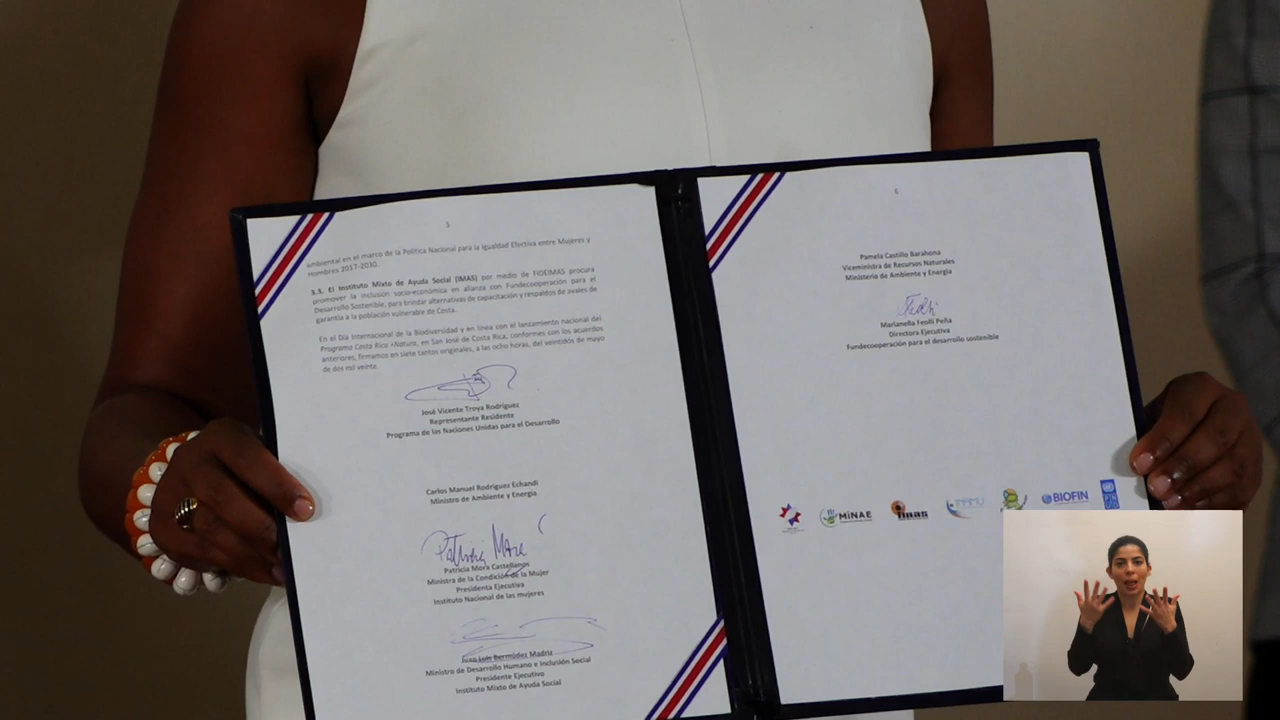 5
ambiental en el marco de la Política Nacional para la Igualdad Efectiva entre Mujeres y
Hombres 2017-2030.
3.3. El Instituto Mixto de Ayuda Social (IMAS) por medio de FIDEIMAS procura
promover la inclusión socio-económica en alianza con Fundecooperación para el
Desarrollo Sostenible, para brindar alternativas de capacitación y respaldos de avales de
garantía a la población vulnerable de Costa.
En el Día Internacional de la Biodiversidad y en línea con el lanzamiento nacional del
Programa Costa Rica +Natura, en San José de Costa Rica, conformes con los acuerdos
anteriores, firmamos en siete tantos originales, a las ocho horas, del veintidós de mayo
de dos mil veinte.
José Vicente Troya Rodríguez
Representante Residente
Programa de las Naciones Unidas para el Desarrollo
Carlos Manuel Rodríguez Echandi
Ministro de Ambiente y Energía
Patricia Mora
Patricia Mora Castellanos
Ministra de la Condición de la Mujer
Presidenta Ejecutiva
Instituto Nacional de las mujeres
Juan Luis Bermúdez Madriz
Ministro de Desarrollo Humano e Inclusión Social
Presidente Ejecutivo
Instituto Mixto de Ayuda Social
6
Pamela Castillo Barahona
Viceministra de Recursos Naturales
Ministerio de Ambiente y Energía
Marianella Feolli Peña
Directora Ejecutiva
Fundecooperación para el desarrollo sostenible
MiNAE
imas
INAMU
BIOFIN